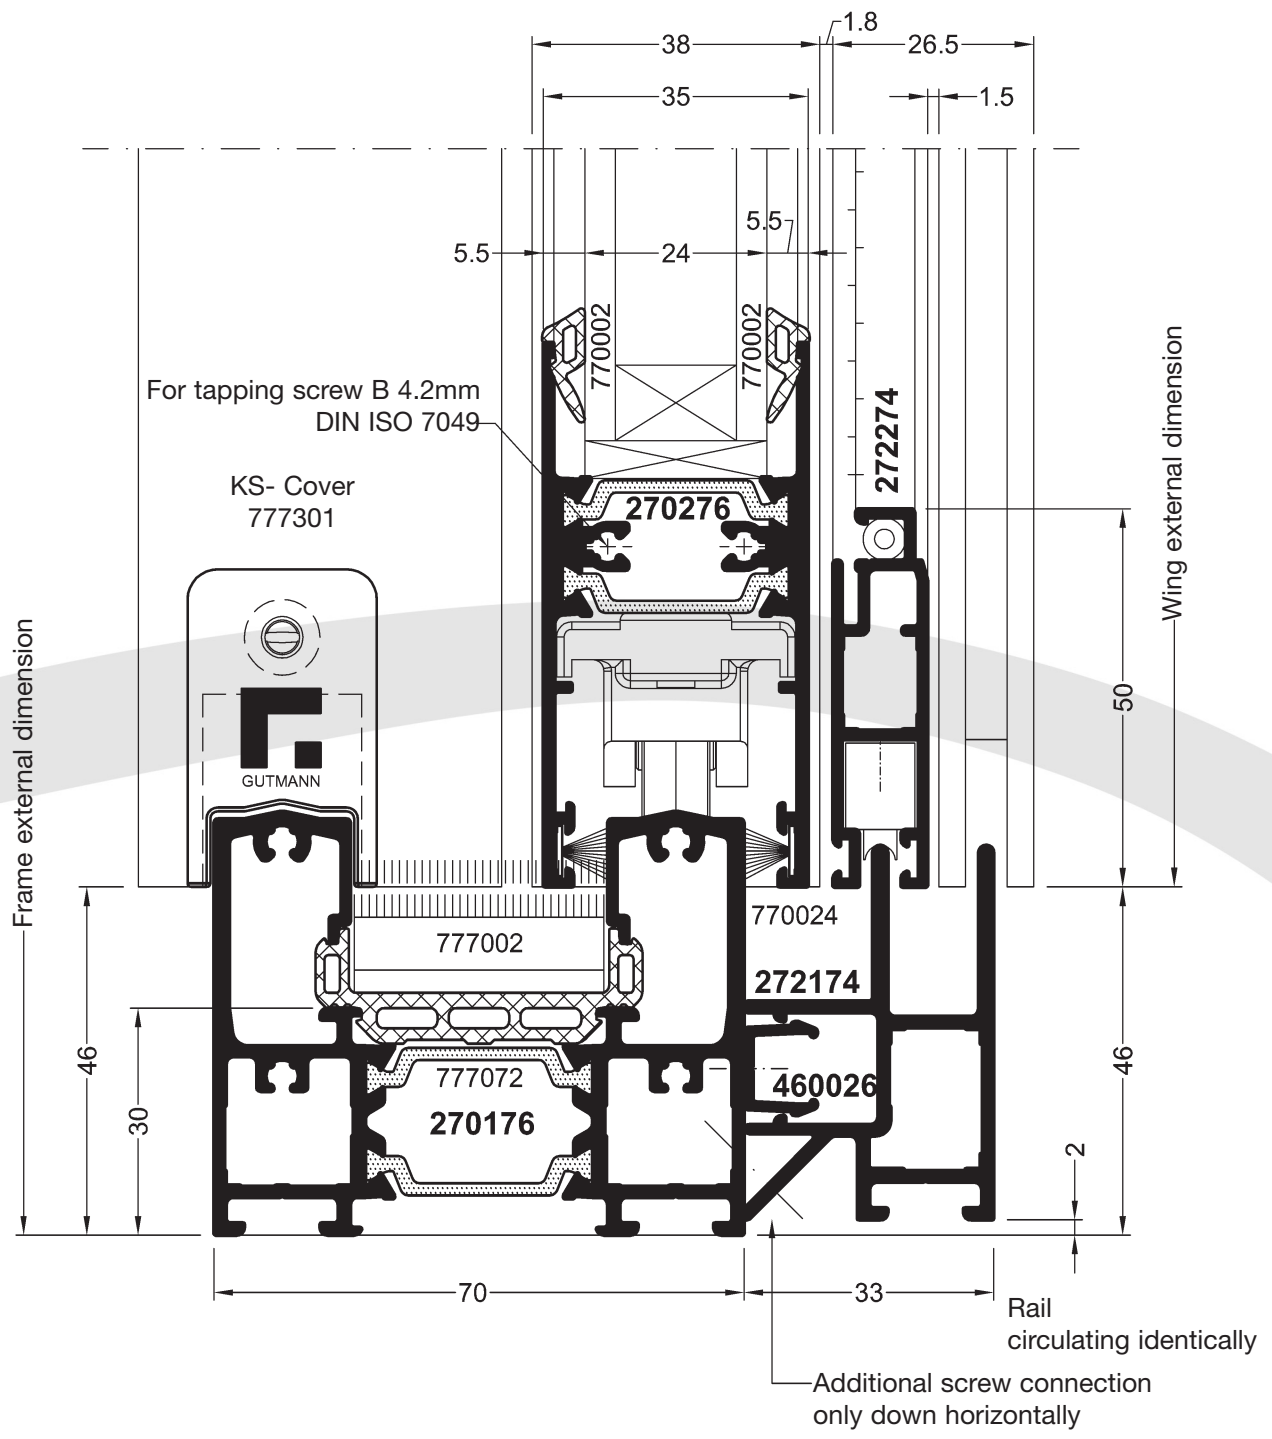 1.8
38
26.5
35
1.5
5.5
5.5
24
770002
770002
For tapping screw B 4.2mm
DIN ISO 7049
272274
Wing external dimension
KS- Cover
777301
270276
Frame external dimension
50
GUTMANN
770024
777002
272174
46
30
777072
460026
46
270176
2
70
33
Rail
circulating identically
Additional screw connection
only down horizontally